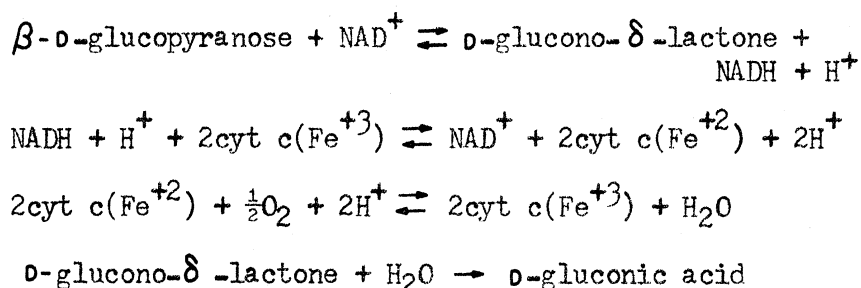 β-D-glucopyranose + NAD⁺ ⇄ D-glucono-δ-lactone +
NADH + H⁺
NADH + H⁺ + 2cyt c(Fe⁺³) ⇄ NAD⁺ + 2cyt c(Fe⁺²) + 2H⁺
2cyt c(Fe⁺²) + ½O₂ + 2H⁺ ⇄ 2cyt c(Fe⁺³) + H₂O
D-glucono-δ-lactone + H₂O → D-gluconic acid